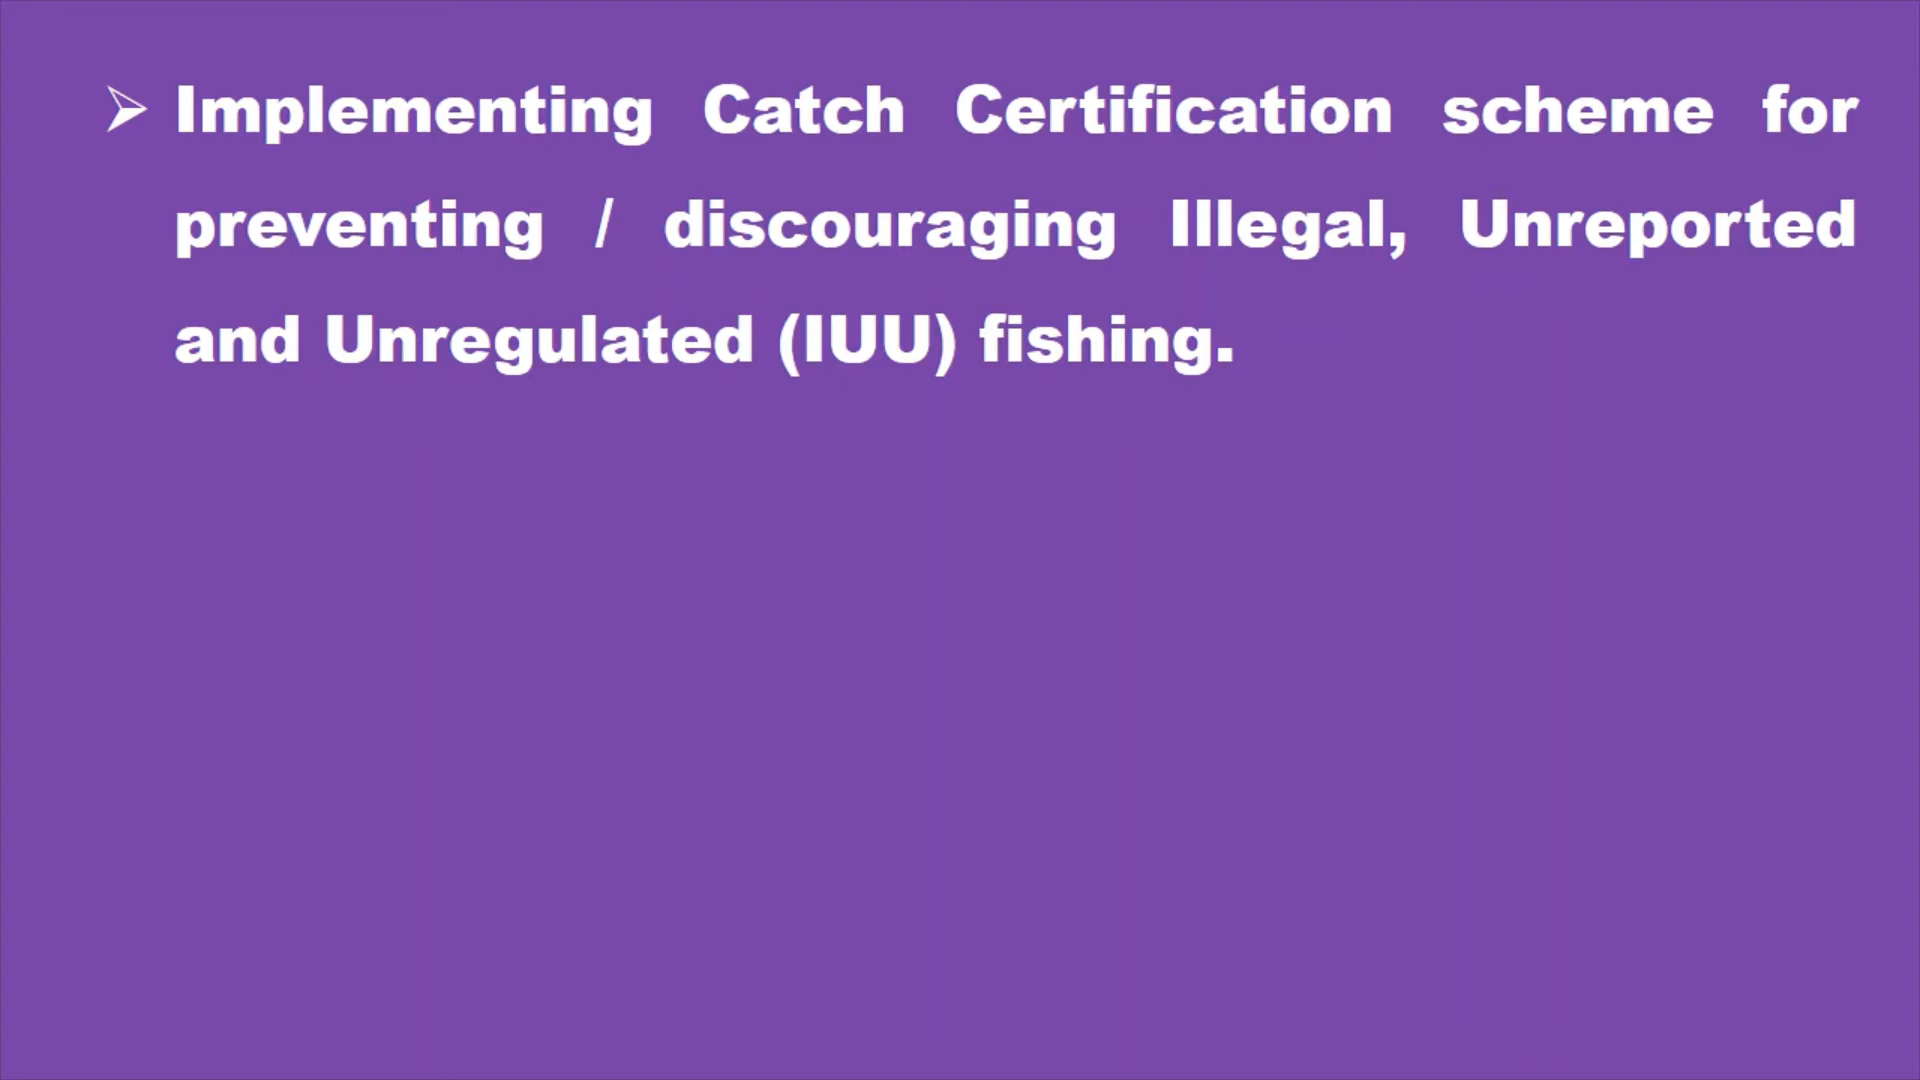 ➢ Implementing Catch Certification scheme for
preventing / discouraging Illegal, Unreported
and Unregulated (IUU) fishing.